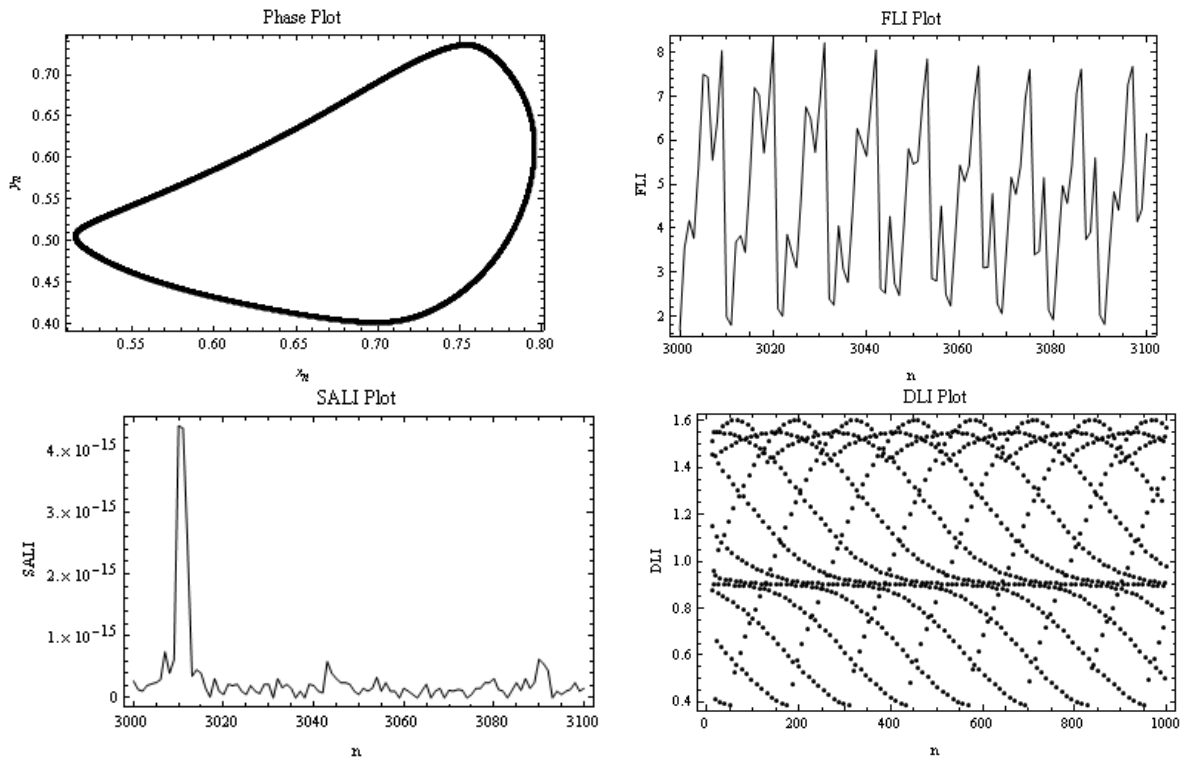 Phase Plot
0.70
0.65
0.60
0.55
0.50
0.45
0.40
yn
0.55 0.60 0.65 0.70 0.75 0.80
xn
FLI Plot
8
7
6
5
4
3
2
FLI
3000 3020 3040 3060 3080 3100
n
SALI Plot
4. × 10^-15
3. × 10^-15
2. × 10^-15
1. × 10^-15
0
SALI
3000 3020 3040 3060 3080 3100
n
DLI Plot
1.6
1.4
1.2
1.0
0.8
0.6
0.4
DLI
0 200 400 600 800 1000
n